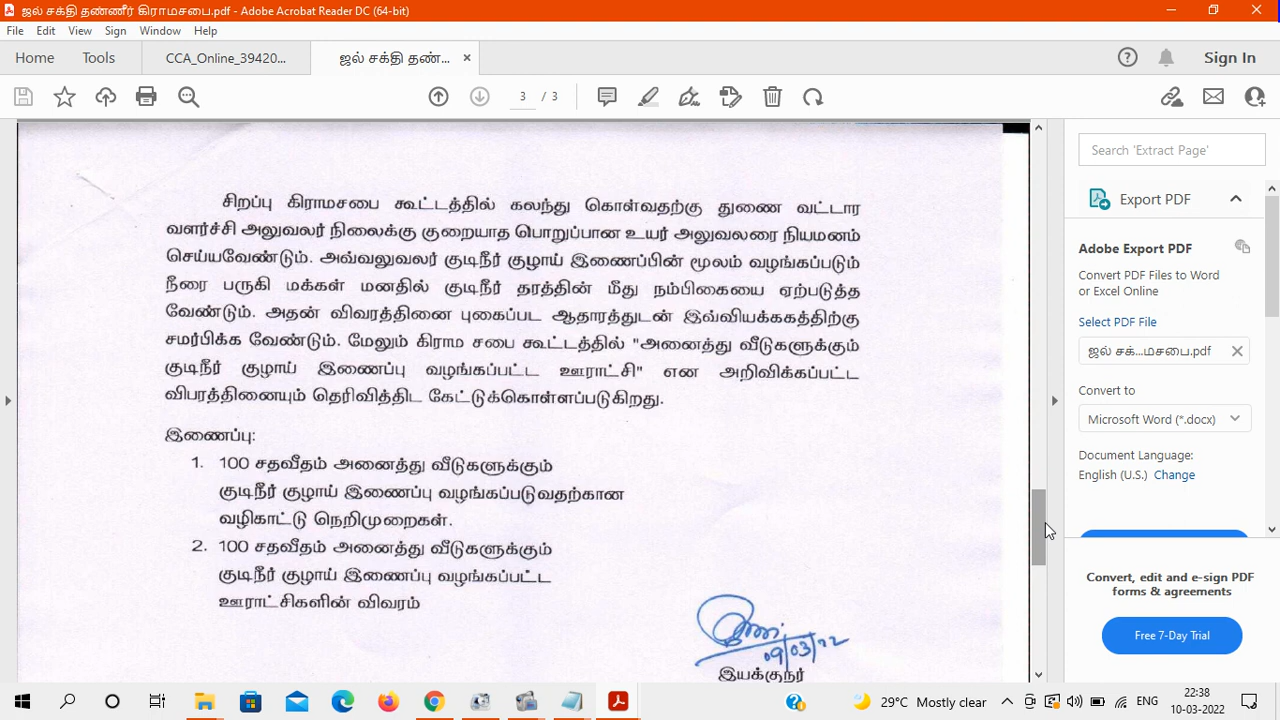 ஜல் சக்தி தண்ணீர் கிராமசபை.pdf - Adobe Acrobat Reader DC (64-bit)
File Edit View Sign Window Help
Home Tools CCA_Online_39420... ஜல் சக்தி தண்... × Sign In
3 / 3
Search 'Extract Page'
சிறப்பு கிராமசபை கூட்டத்தில் கலந்து கொள்வதற்கு துணை வட்டார
வளர்ச்சி அலுவலர் நிலைக்கு குறையாத பொறுப்பான உயர் அலுவலரை நியமனம்
செய்யவேண்டும். அவ்வலுவலர் குடிநீர் குழாய் இணைப்பின் மூலம் வழங்கப்படும்
நீரை பருகி மக்கள் மனதில் குடிநீர் தரத்தின் மீது நம்பிகையை ஏற்படுத்த
வேண்டும். அதன் விவரத்தினை புகைப்பட ஆதாரத்துடன் இவ்வியக்ககத்திற்கு
சமர்பிக்க வேண்டும். மேலும் கிராம சபை கூட்டத்தில் "அனைத்து வீடுகளுக்கும்
குடிநீர் குழாய் இணைப்பு வழங்கப்பட்ட ஊராட்சி" என அறிவிக்கப்பட்ட
விபரத்தினையும் தெரிவித்திட கேட்டுக்கொள்ளப்படுகிறது.
இணைப்பு:
1. 100 சதவீதம் அனைத்து வீடுகளுக்கும்
குடிநீர் குழாய் இணைப்பு வழங்கப்படுவதற்கான
வழிகாட்டு நெறிமுறைகள்.
2. 100 சதவீதம் அனைத்து வீடுகளுக்கும்
குடிநீர் குழாய் இணைப்பு வழங்கப்பட்ட
ஊராட்சிகளின் விவரம்
09/03/22
இயக்குநர்
Export PDF
Adobe Export PDF
Convert PDF Files to Word
or Excel Online
Select PDF File
ஜல் சக்...மசபை.pdf
Convert to
Microsoft Word (*.docx)
Document Language:
English (U.S.) Change
Convert, edit and e-sign PDF
forms & agreements
Free 7-Day Trial
29°C Mostly clear ENG 22:38
10-03-2022